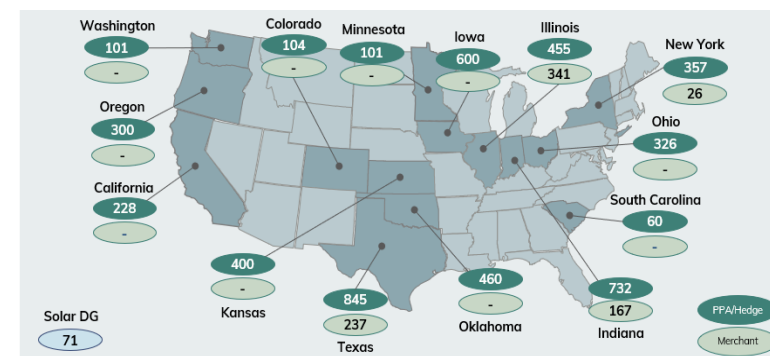 Washington
101
-
Colorado
104
-
Minnesota
101
-
Iowa
600
-
Illinois
455
341
New York
357
26
Oregon
300
-
Ohio
326
-
California
228
-
South Carolina
60
-
400
-
Kansas
845
237
Texas
460
-
Oklahoma
732
167
Indiana
Solar DG
71
PPA/Hedge
Merchant